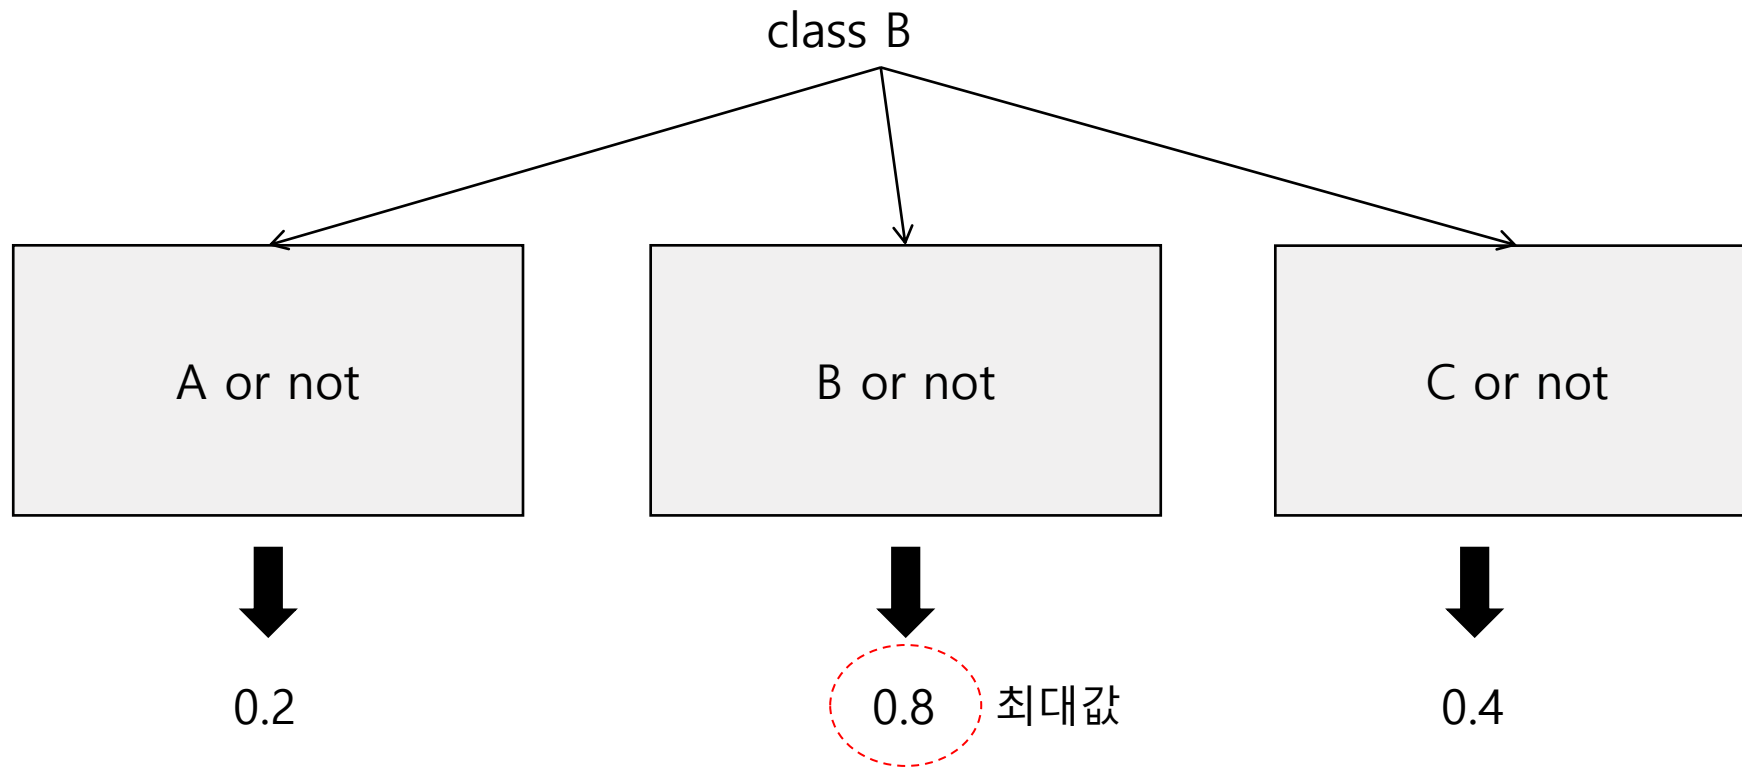 class B
A or not
B or not
C or not
0.2
0.8 최대값
0.4